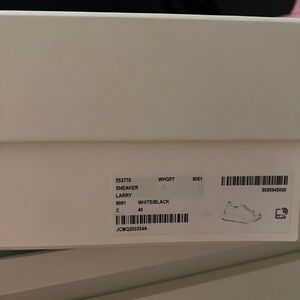 553770 WHGP7 9061
SNEAKER
LARRY
9061 WHITE/BLACK
C 40
JCMQ200334A